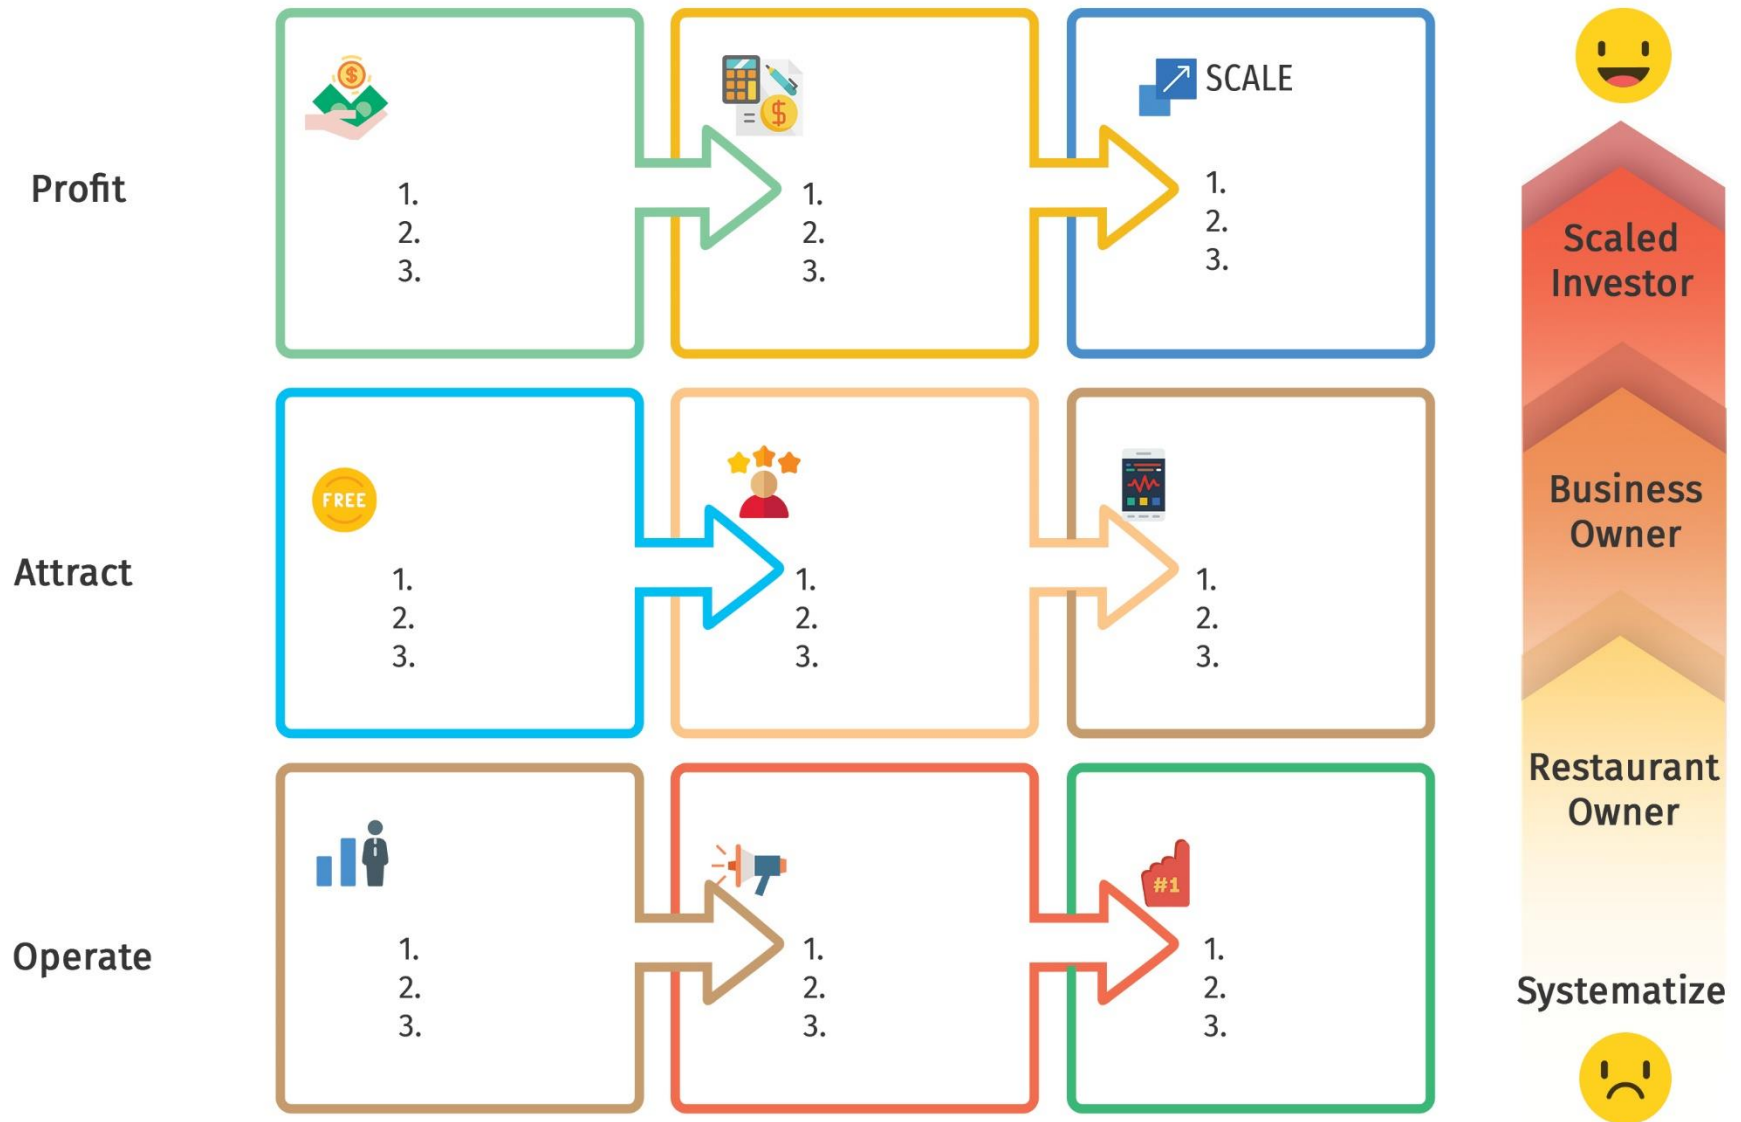 SCALE
Profit
1.
2.
3.
1.
2.
3.
1.
2.
3.
FREE
Attract
1.
2.
3.
1.
2.
3.
1.
2.
3.
#1
Operate
1.
2.
3.
1.
2.
3.
1.
2.
3.
Scaled
Investor
Business
Owner
Restaurant
Owner
Systematize